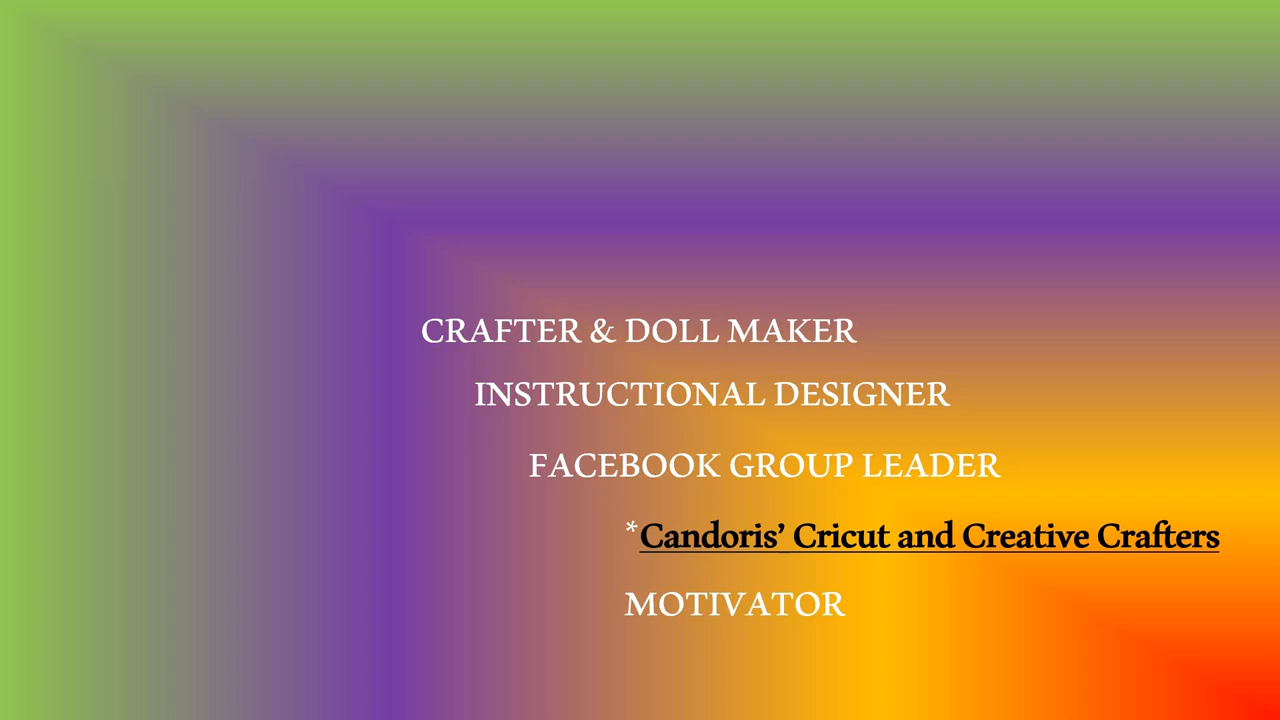 CRAFTER & DOLL MAKER
INSTRUCTIONAL DESIGNER
FACEBOOK GROUP LEADER
*Candoris’ Cricut and Creative Crafters
MOTIVATOR